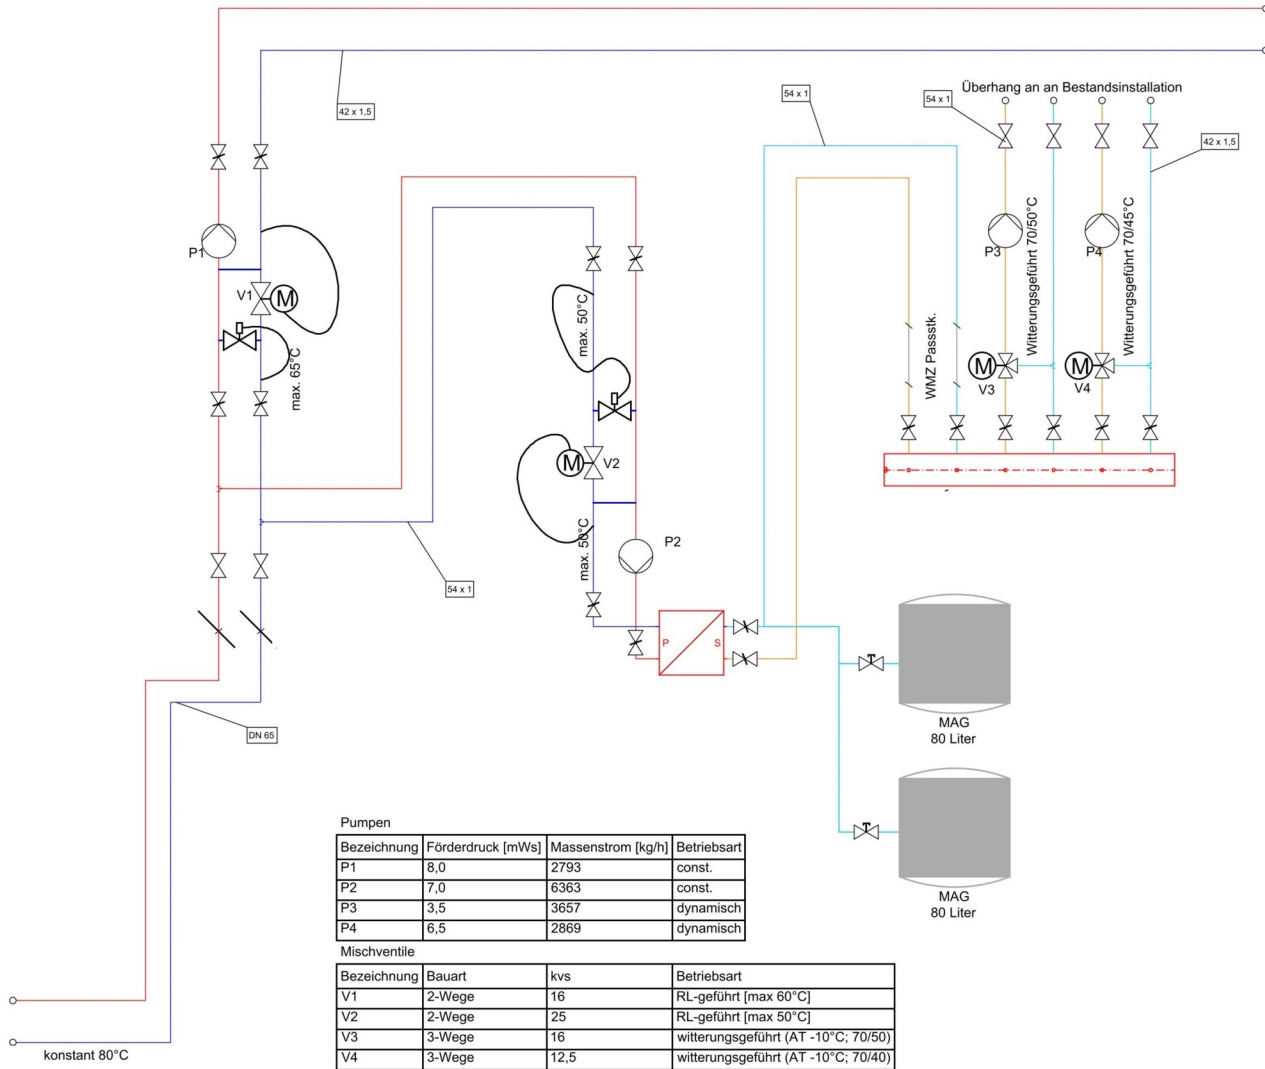 42 x 1,5
54 x 1
54 x 1
Überhang an an Bestandsinstallation
42 x 1,5
P1
V1
M
max. 65°C
max. 50°C
M
V2
max. 50°C
P2
54 x 1
WMZ Passstk.
P3
Witterungsgeführt 70/50°C
M
V3
P4
Witterungsgeführt 70/45°C
M
V4
P
S
DN 65
MAG
80 Liter
MAG
80 Liter
Pumpen
Bezeichnung Förderdruck [mWs] Massenstrom [kg/h] Betriebsart
P1 8,0 2793 const.
P2 7,0 6363 const.
P3 3,5 3657 dynamisch
P4 6,5 2869 dynamisch
Mischventile
Bezeichnung Bauart kvs Betriebsart
V1 2-Wege 16 RL-geführt [max 60°C]
V2 2-Wege 25 RL-geführt [max 50°C]
V3 3-Wege 16 witterungsgeführt (AT -10°C; 70/50)
V4 3-Wege 12,5 witterungsgeführt (AT -10°C; 70/40)
konstant 80°C